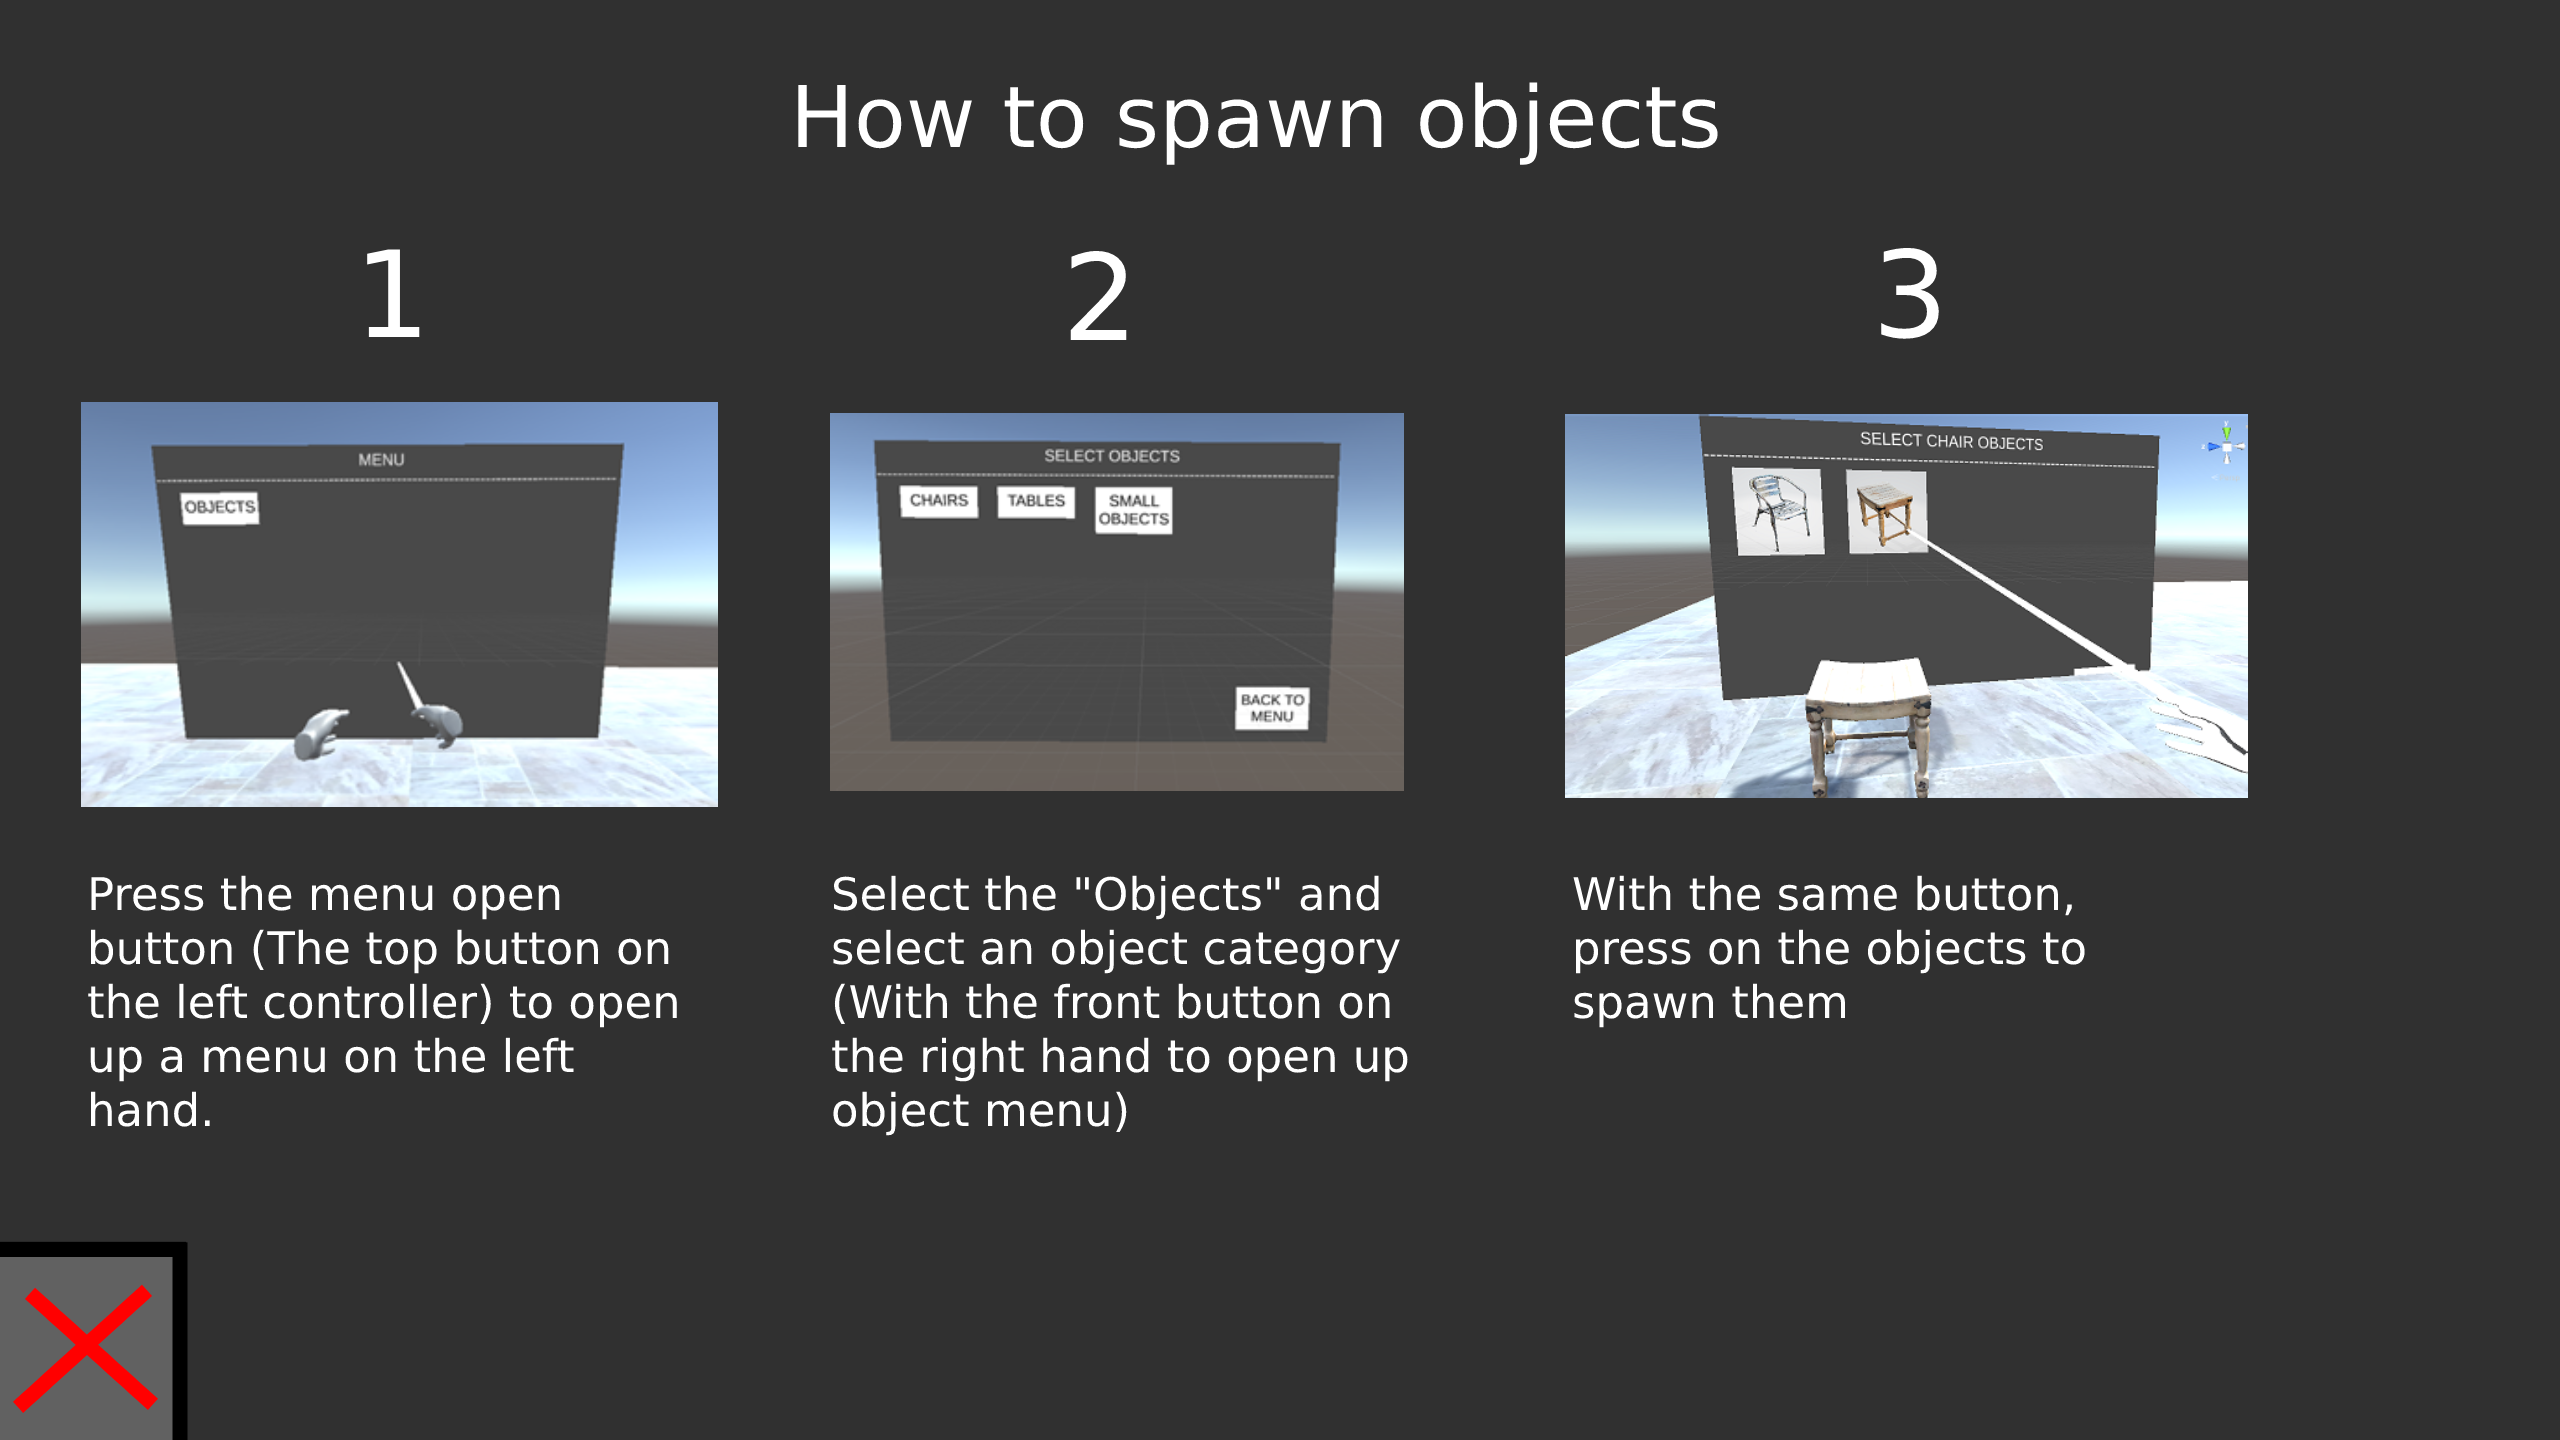 How to spawn objects
1
2
3
MENU
OBJECTS
SELECT OBJECTS
CHAIRS
TABLES
SMALL
OBJECTS
BACK TO
MENU
SELECT CHAIR OBJECTS
Press the menu open
button (The top button on
the left controller) to open
up a menu on the left
hand.
Select the "Objects" and
select an object category
(With the front button on
the right hand to open up
object menu)
With the same button,
press on the objects to
spawn them